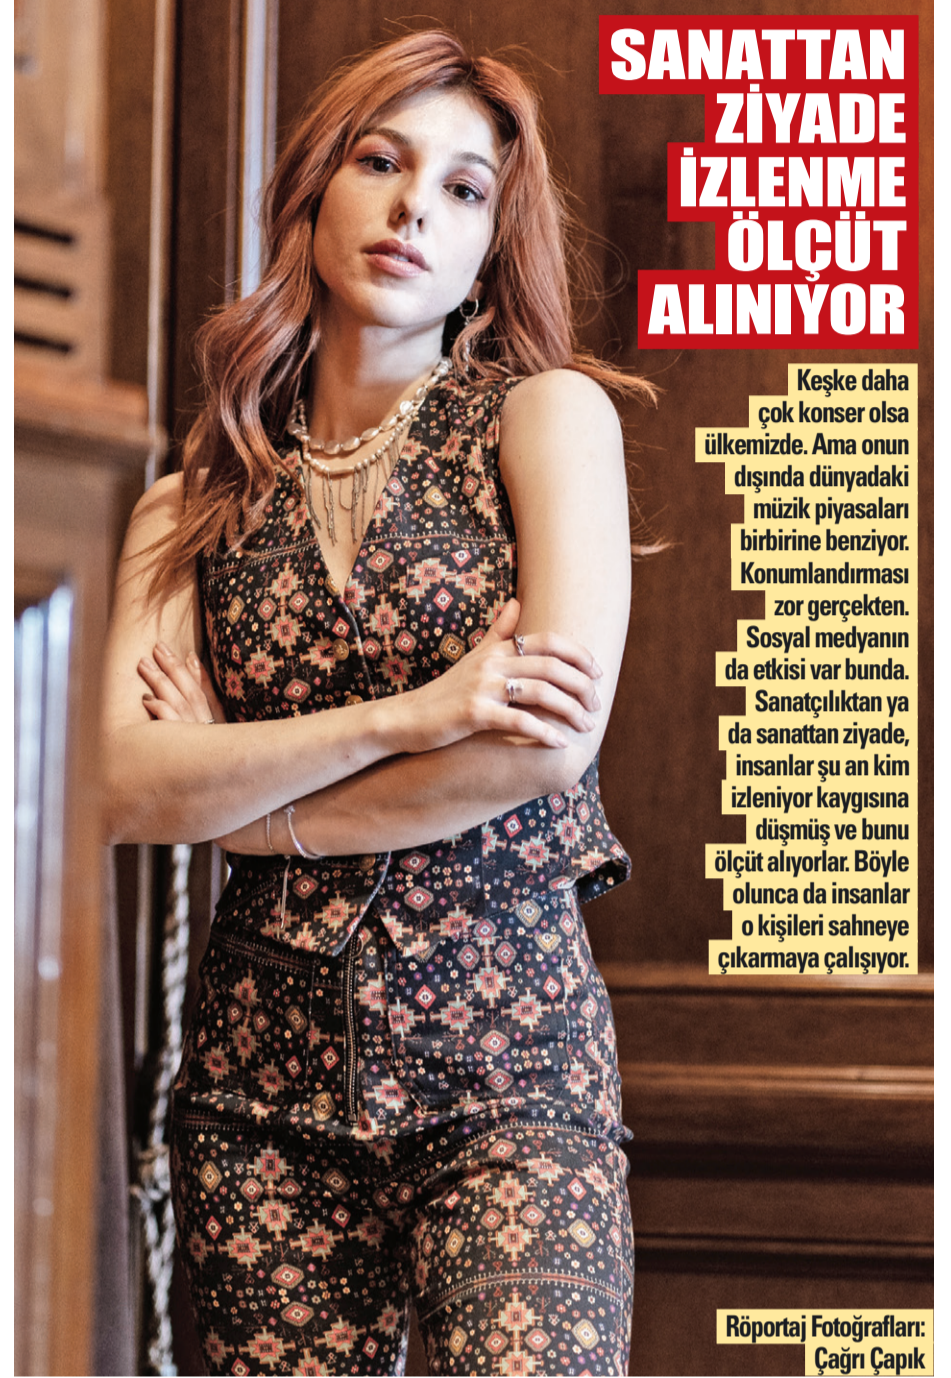 SANATTAN
ZİYADE
İZLENME
ÖLÇÜT
ALINIYOR
Keşke daha
çok konser olsa
ülkemizde. Ama onun
dışında dünyadaki
müzik piyasaları
birbirine benziyor.
Konumlandırması
zor gerçekten.
Sosyal medyanın
da etkisi var bunda.
Sanatçılıktan ya
da sanattan ziyade,
insanlar şu an kim
izleniyor kaygısına
düşmüş ve bunu
ölçüt alıyorlar. Böyle
olunca da insanlar
o kişileri sahneye
çıkarmaya çalışıyor.
Röportaj Fotoğrafları:
Çağrı Çapık